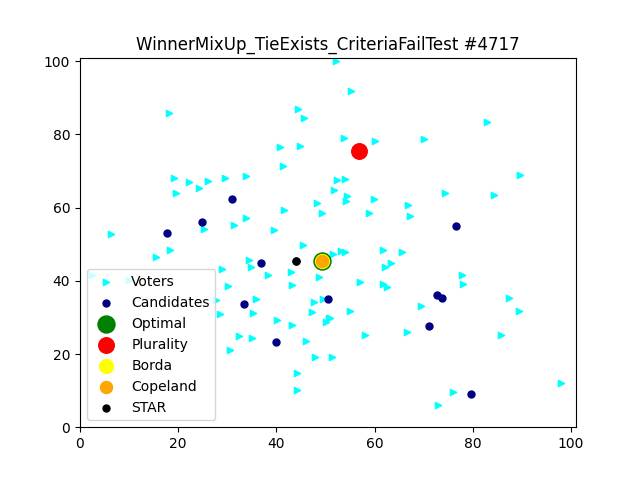 WinnerMixUp_TieExists_CriteriaFailTest #4717
100
80
60
40
20
0
Voters
Candidates
Optimal
Plurality
Borda
Copeland
STAR
0 20 40 60 80 100